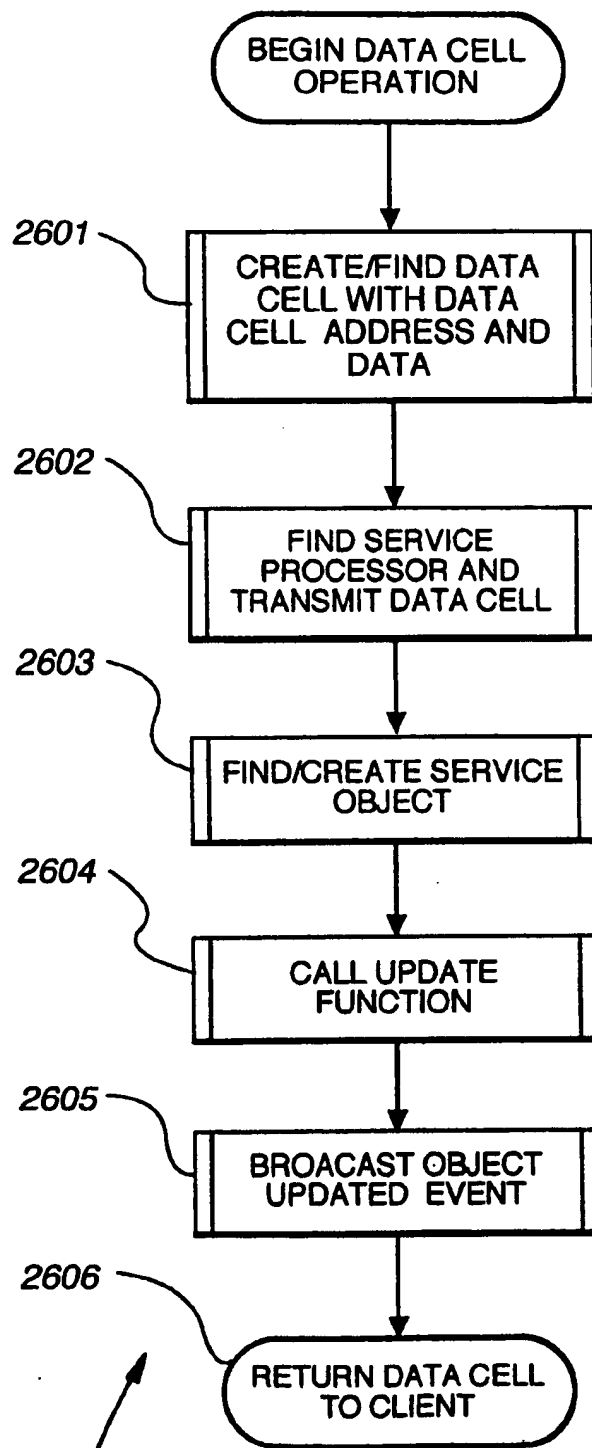 BEGIN DATA CELL
OPERATION
2601
CREATE/FIND DATA
CELL WITH DATA
CELL ADDRESS AND
DATA
2602
FIND SERVICE
PROCESSOR AND
TRANSMIT DATA CELL
2603
FIND/CREATE SERVICE
OBJECT
2604
CALL UPDATE
FUNCTION
2605
BROACAST OBJECT
UPDATED EVENT
2606
RETURN DATA CELL
TO CLIENT